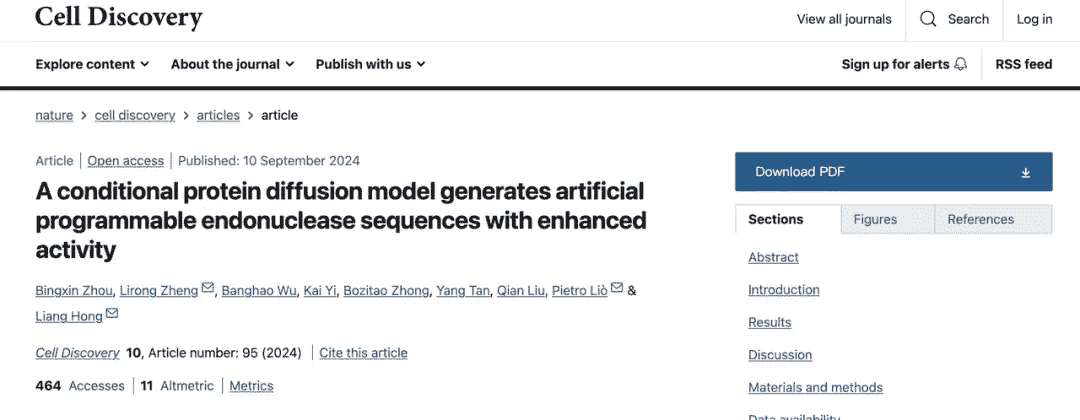 Cell Discovery
View all journals
Search
Log in
Explore content
About the journal
Publish with us
Sign up for alerts
RSS feed
nature > cell discovery > articles > article
Article | Open access | Published: 10 September 2024
A conditional protein diffusion model generates artificial
programmable endonuclease sequences with enhanced
activity
Bingxin Zhou, Lirong Zheng, Banghao Wu, Kai Yi, Bozitao Zhong, Yang Tan, Qian Liu, Pietro Liò &
Liang Hong
Cell Discovery 10, Article number: 95 (2024) | Cite this article
464 Accesses | 11 Altmetric | Metrics
Download PDF
Sections
Figures
References
Abstract
Introduction
Results
Discussion
Materials and methods
Data availability